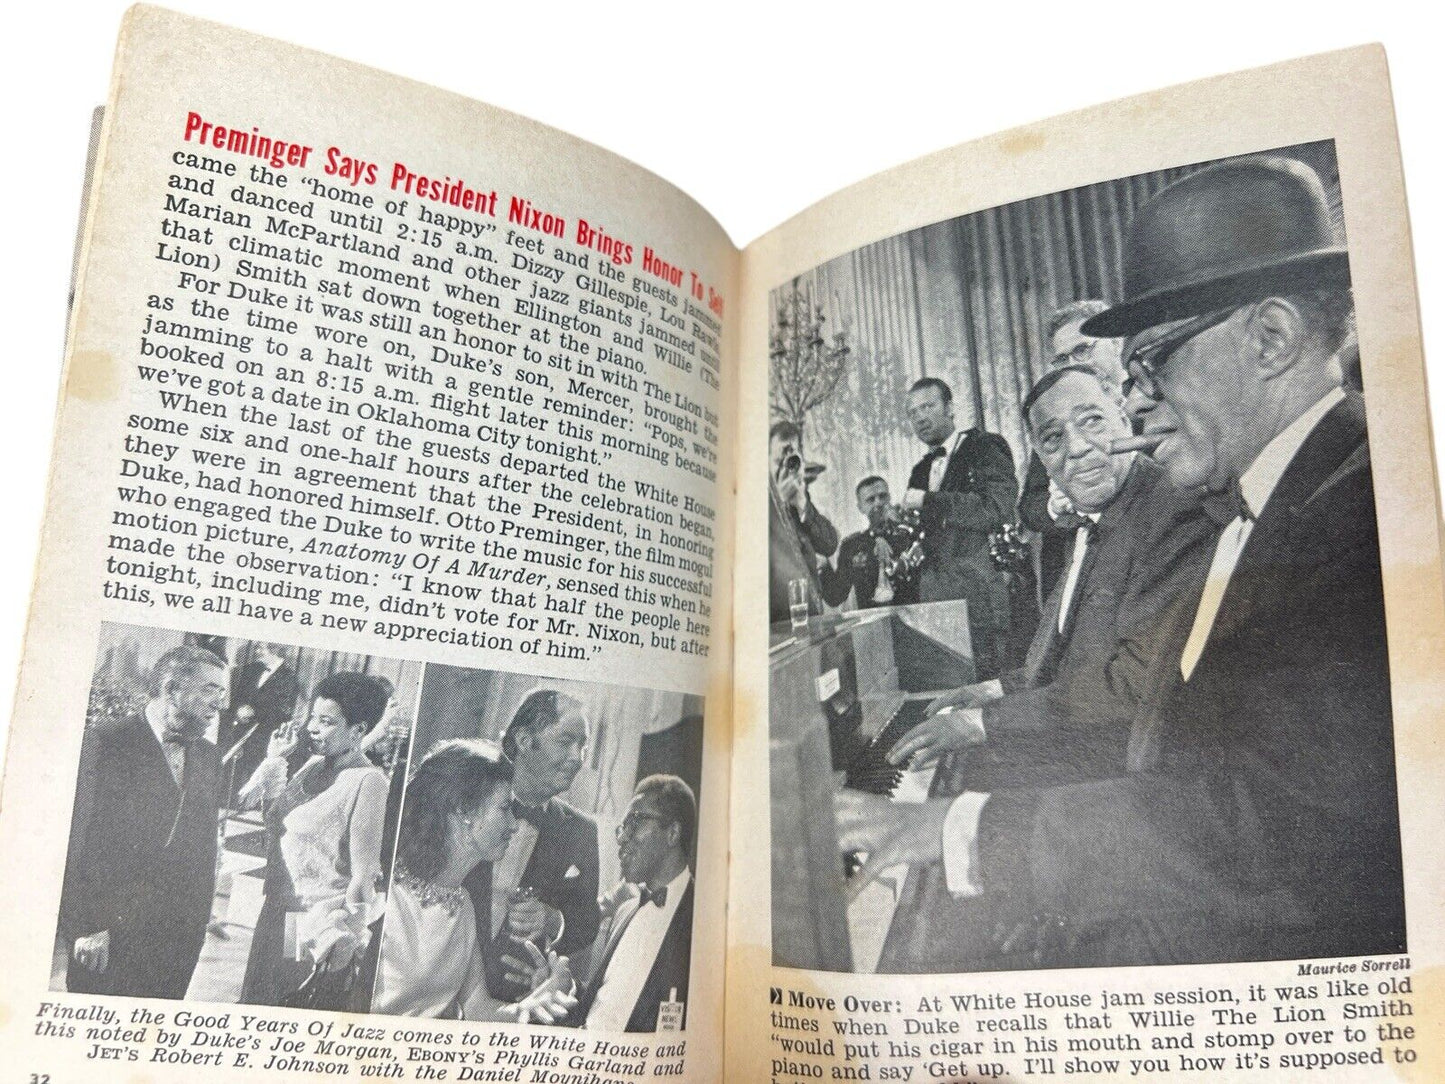 Preminger Says President Nixon Brings Honor To Self
came the "home of happy" feet and the guests jammed
and danced until 2:15 a.m. Dizzy Gillespie, Lou Rawls
Marian McPartland and other jazz giants jammed until
that climatic moment when Ellington and Willie (The
Lion) Smith sat down together at the piano.
For Duke it was still an honor to sit in with The Lion but
as the time wore on, Duke's son, Mercer, brought the
jamming to a halt with a gentle reminder: "Pops, we're
booked on an 8:15 a.m. flight later this morning because
we've got a date in Oklahoma City tonight."
When the last of the guests departed the White House
some six and one-half hours after the celebration began,
they were in agreement that the President, in honoring
Duke, had honored himself. Otto Preminger, the film mogul
who engaged the Duke to write the music for his successful
motion picture, Anatomy Of A Murder, sensed this when he
made the observation: "I know that half the people here
tonight, including me, didn't vote for Mr. Nixon, but after
this, we all have a new appreciation of him."
Finally, the Good Years Of Jazz comes to the White House and
this noted by Duke's Joe Morgan, EBONY'S Phyllis Garland and
JET'S Robert E. Johnson with the Daniel
32
Maurice Sorrell
Move Over: At White House jam session, it was like old
times when Duke recalls that Willie The Lion Smith
"would put his cigar in his mouth and stomp over to the
piano and say 'Get up. I'll show you how it's supposed to